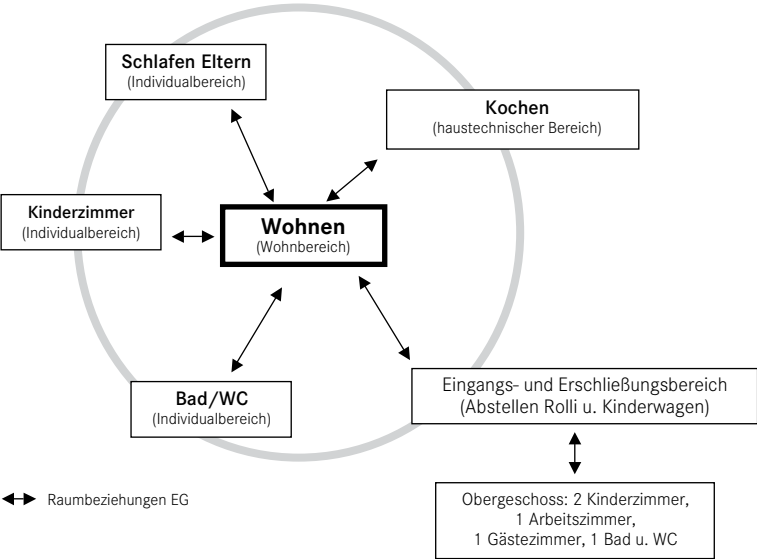 Schlafen Eltern
(Individualbereich)
Kochen
(haustechnischer Bereich)
Kinderzimmer
(Individualbereich)
Wohnen
(Wohnbereich)
Bad/WC
(Individualbereich)
Eingangs- und Erschließungsbereich
(Abstellen Rolli u. Kinderwagen)
Raumbeziehungen EG
Obergeschoss: 2 Kinderzimmer,
1 Arbeitszimmer,
1 Gästezimmer, 1 Bad u. WC